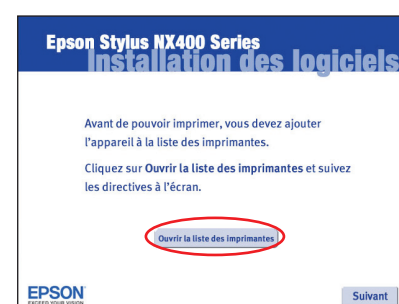 Epson Stylus NX400 Series
Installation des logiciels
Avant de pouvoir imprimer, vous devez ajouter
l'appareil à la liste des imprimantes.
Cliquez sur Ouvrir la liste des imprimantes et suivez
les directives à l'écran.
Ouvrir la liste des imprimantes
EPSON
EXCEED YOUR VISION
Suivant